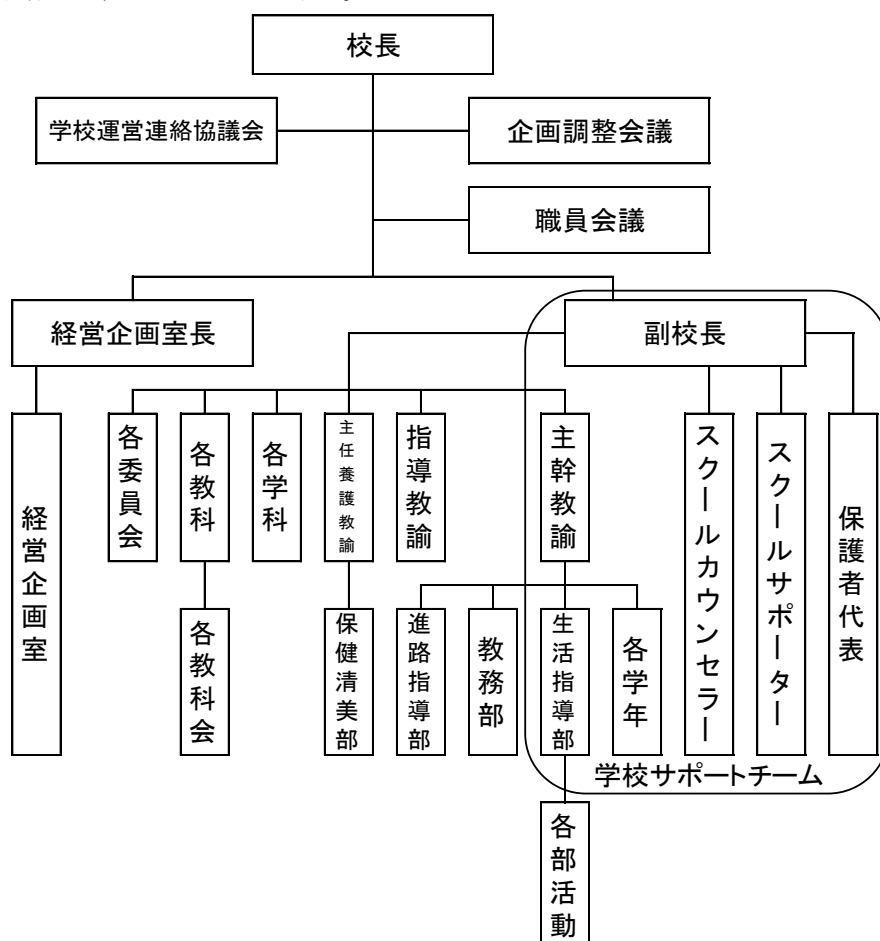 校長
学校運営連絡協議会
企画調整会議
職員会議
経営企画室長
副校長
経営企画室
各委員会
各教科
各学科
主任養護教諭
指導教諭
主幹教諭
スクールカウンセラー
スクールサポーター
保護者代表
各教科会
保健清美部
進路指導部
教務部
生活指導部
各学年
学校サポートチーム
各部活動